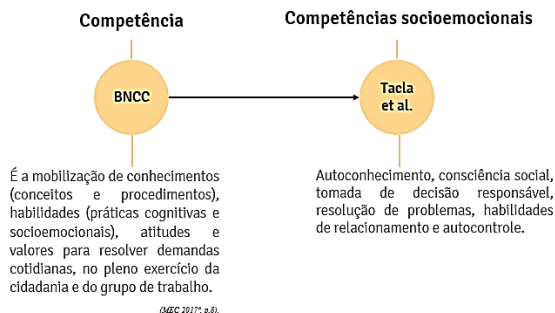 Competência
BNCC
É a mobilização de conhecimentos
(conceitos e procedimentos),
habilidades (práticas cognitivas e
socioemocionais), atitudes e
valores para resolver demandas
cotidianas, no pleno exercício da
cidadania e do grupo de trabalho.
(MEC 2017ª, p.8).
Competências socioemocionais
Tacla
et al.
Autoconhecimento, consciência social,
tomada de decisão responsável,
resolução de problemas, habilidades
de relacionamento e autocontrole.